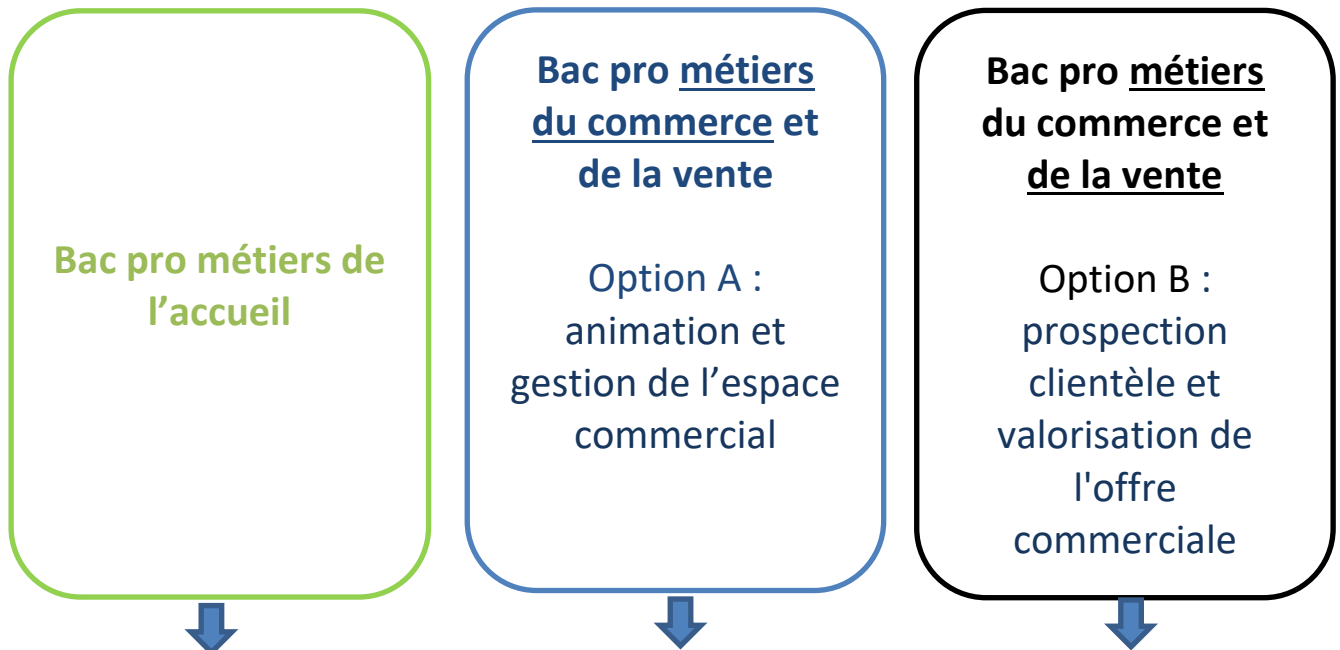 Bac pro métiers de
l’accueil
Bac pro métiers
du commerce et
de la vente
Option A :
animation et
gestion de l’espace
commercial
Bac pro métiers
du commerce et
de la vente
Option B :
prospection
clientèle et
valorisation de
l'offre
commerciale